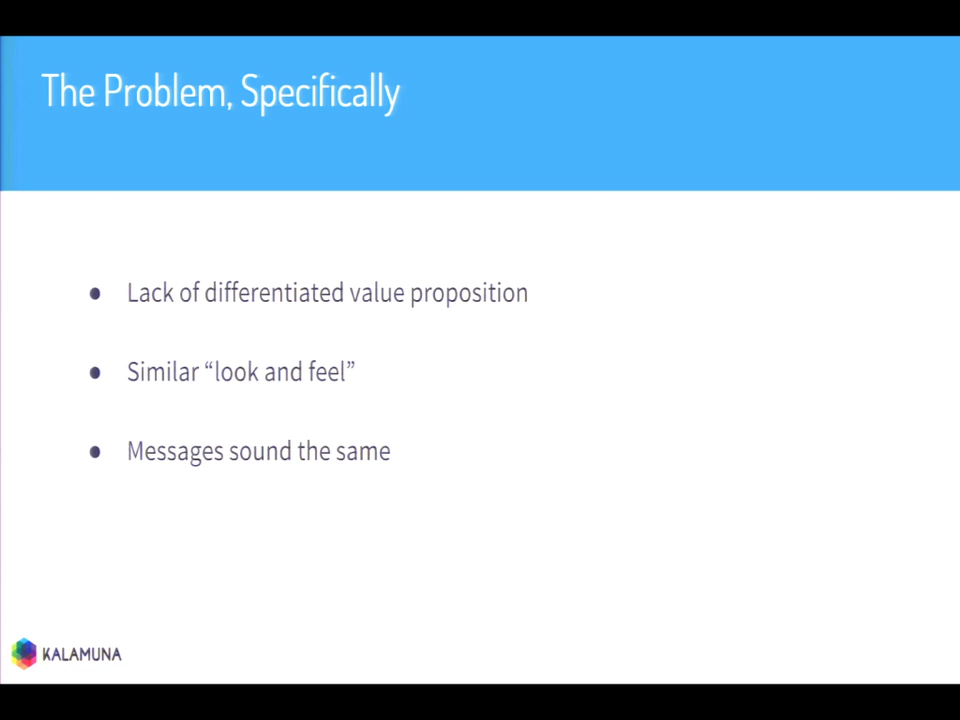 The Problem, Specifically
● Lack of differentiated value proposition
● Similar “look and feel”
● Messages sound the same
KALAMUNA